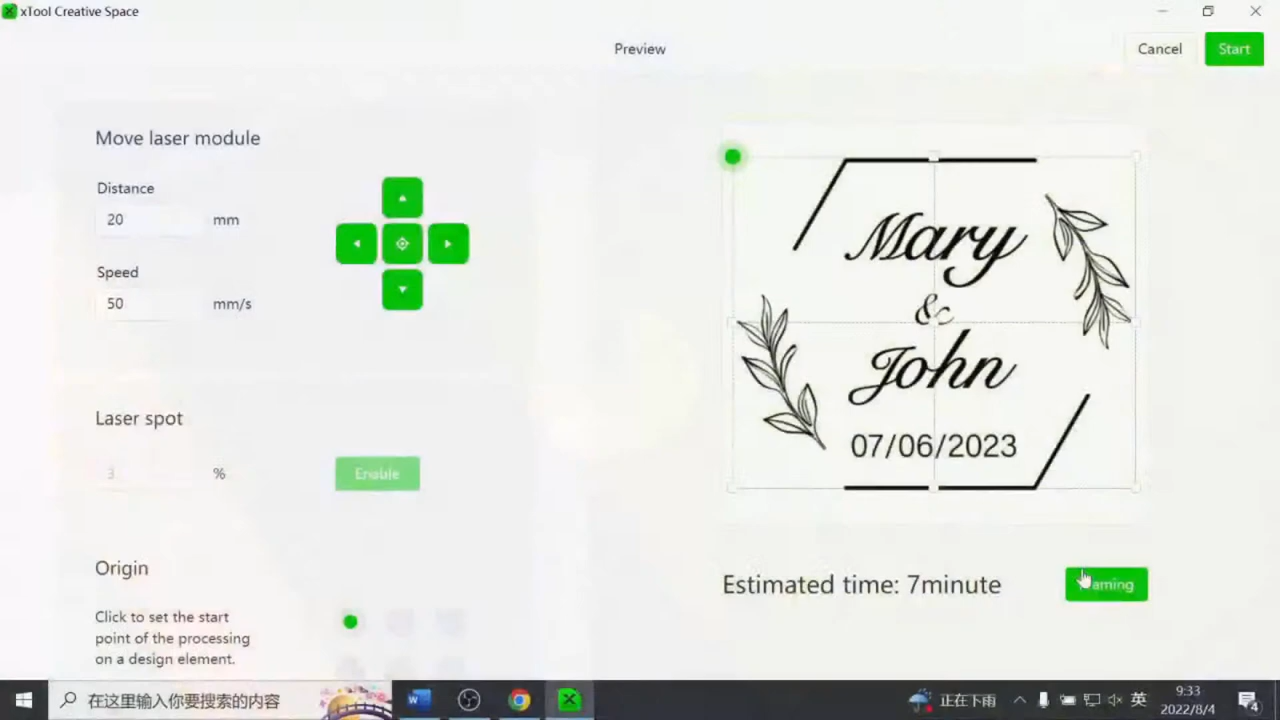 xTool Creative Space
Preview
Cancel
Start
Move laser module
Distance
20 mm
Speed
50 mm/s
Laser spot
3 %
Enable
Origin
Click to set the start
point of the processing
on a design element.
Mary
&
John
07/06/2023
Estimated time: 7minute
在这里输入你要搜索的内容
正在下雨
英
9:33
2022/8/4
4